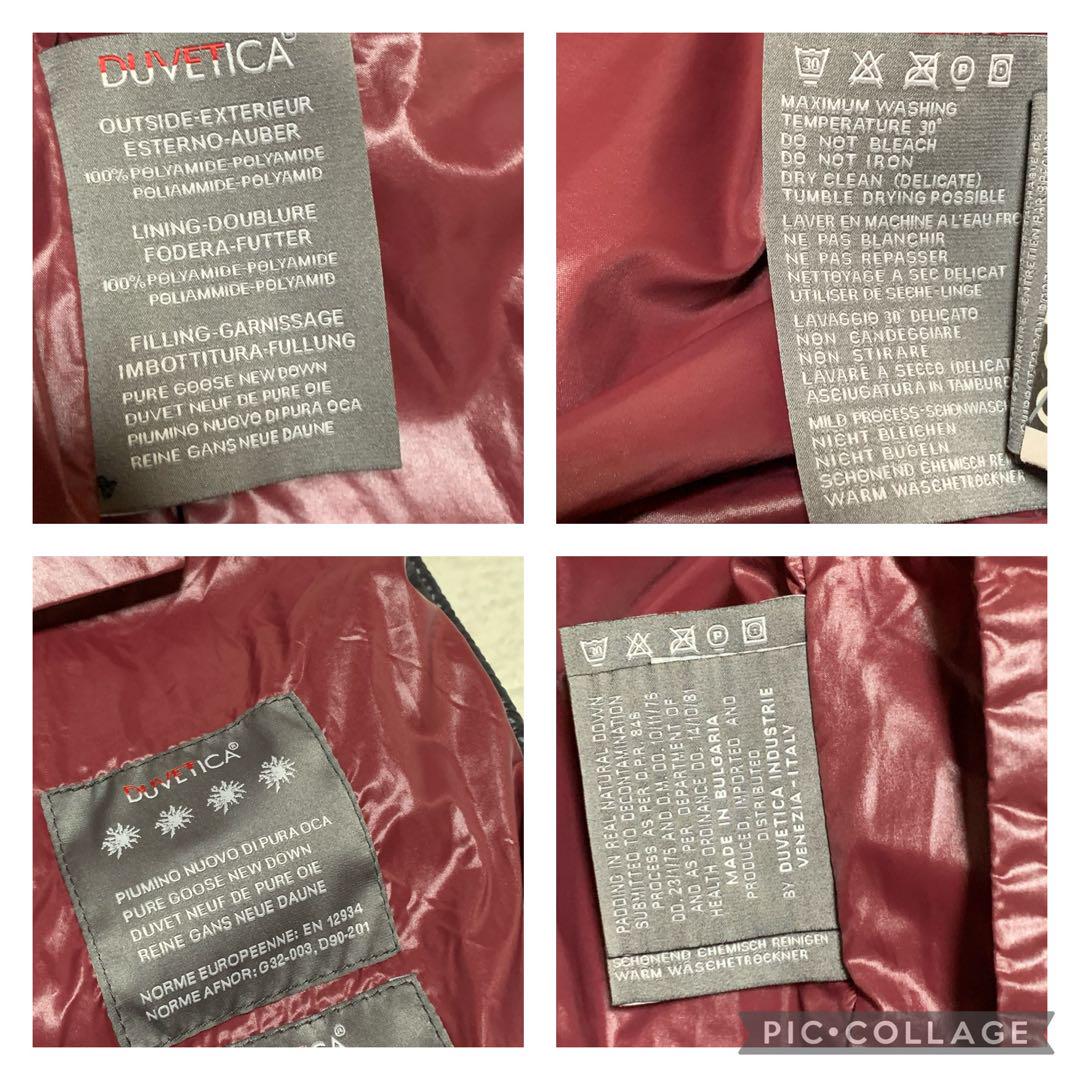 DUVETICA
OUTSIDE-EXTERIEUR
ESTERNO-AUBER
100% POLYAMIDE-POLYAMIDE
POLIAMMIDE-POLYAMID
LINING-DOUBLURE
FODERA-FUTTER
100% POLYAMIDE-POLYAMIDE
POLIAMMIDE-POLYAMID
FILLING-GARNISSAGE
IMBOTTITURA-FULLUNG
PURE GOOSE NEW DOWN
DUVET NEUF DE PURE OIE
PIUMINO NUOVO DI PURA OCA
REINE GANS NEUE DAUNE
30 P
MAXIMUM WASHING
TEMPERATURE 30°
DO NOT BLEACH
DO NOT IRON
DRY CLEAN (DELICATE)
TUMBLE DRYING POSSIBLE
LAVER EN MACHINE A L'EAU FRO
NE PAS BLANCHIR
NE PAS REPASSER
NETTOYAGE A SEC DELICAT
UTILISER DE SECHE-LINGE
LAVAGGIO 30° DELICATO
NON CANDEGGIARE
NON STIRARE
LAVARE A SECCO (DELICAT
ASCIUGATURA IN TAMBURE
MILD PROCESS-SCHONWASCH
NICHT BLEICHEN
NICHT BUGELN
SCHONEND CHEMISCH REI
WARM WASCHETROCKNER
DUVETICA®
PIUMINO NUOVO DI PURA OCA
PURE GOOSE NEW DOWN
DUVET NEUF DE PURE OIE
REINE GANS NEUE DAUNE
NORME EUROPEENNE: EN 12934
NORME AFNOR: G32-003, D90-201
DUVETICA®
30 P
PADDING IN REAL NATURAL DOWN
SUBMITTED TO DECONTAMINATION
PROCESS AS PER D.P.R. 845
DD. 23/1/75 AND D.M. DD. 10/11/76
AND AS PER DEPARTMENT OF
HEALTH ORDINANCE DD. 14/10/81
MADE IN BULGARIA
PRODUCED, IMPORTED AND
DISTRIBUTED
BY DUVETICA INDUSTRIE
VENEZIA-ITALY
SCHONEND CHEMISCH REINIGEN
WARM WASCHETROCKNER
PIC•COLLAGE